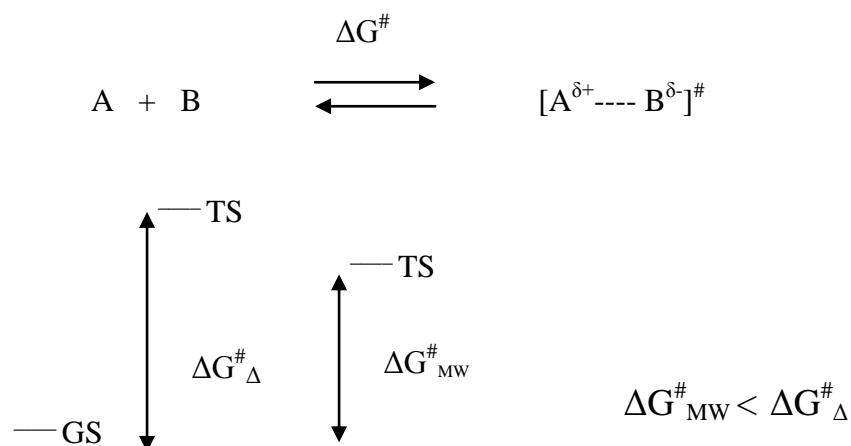 ΔG#
A + B [Aδ+---- Bδ-]#
TS
TS
ΔG#Δ ΔG#MW
ΔG#MW < ΔG#Δ
GS